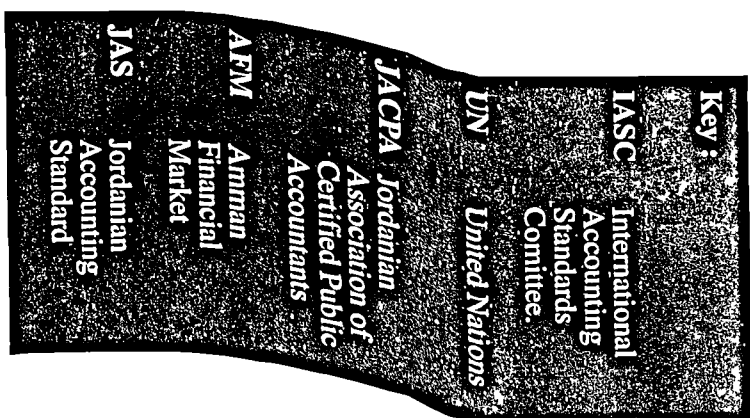 Key :
IASC International
Accounting
Standards
Comittee.
UN United Nations
JACPA Jordanian
Association of
Certified Public
Accountants
AFM Amman
Financial
Market
JAS Jordanian
Accounting
Standard